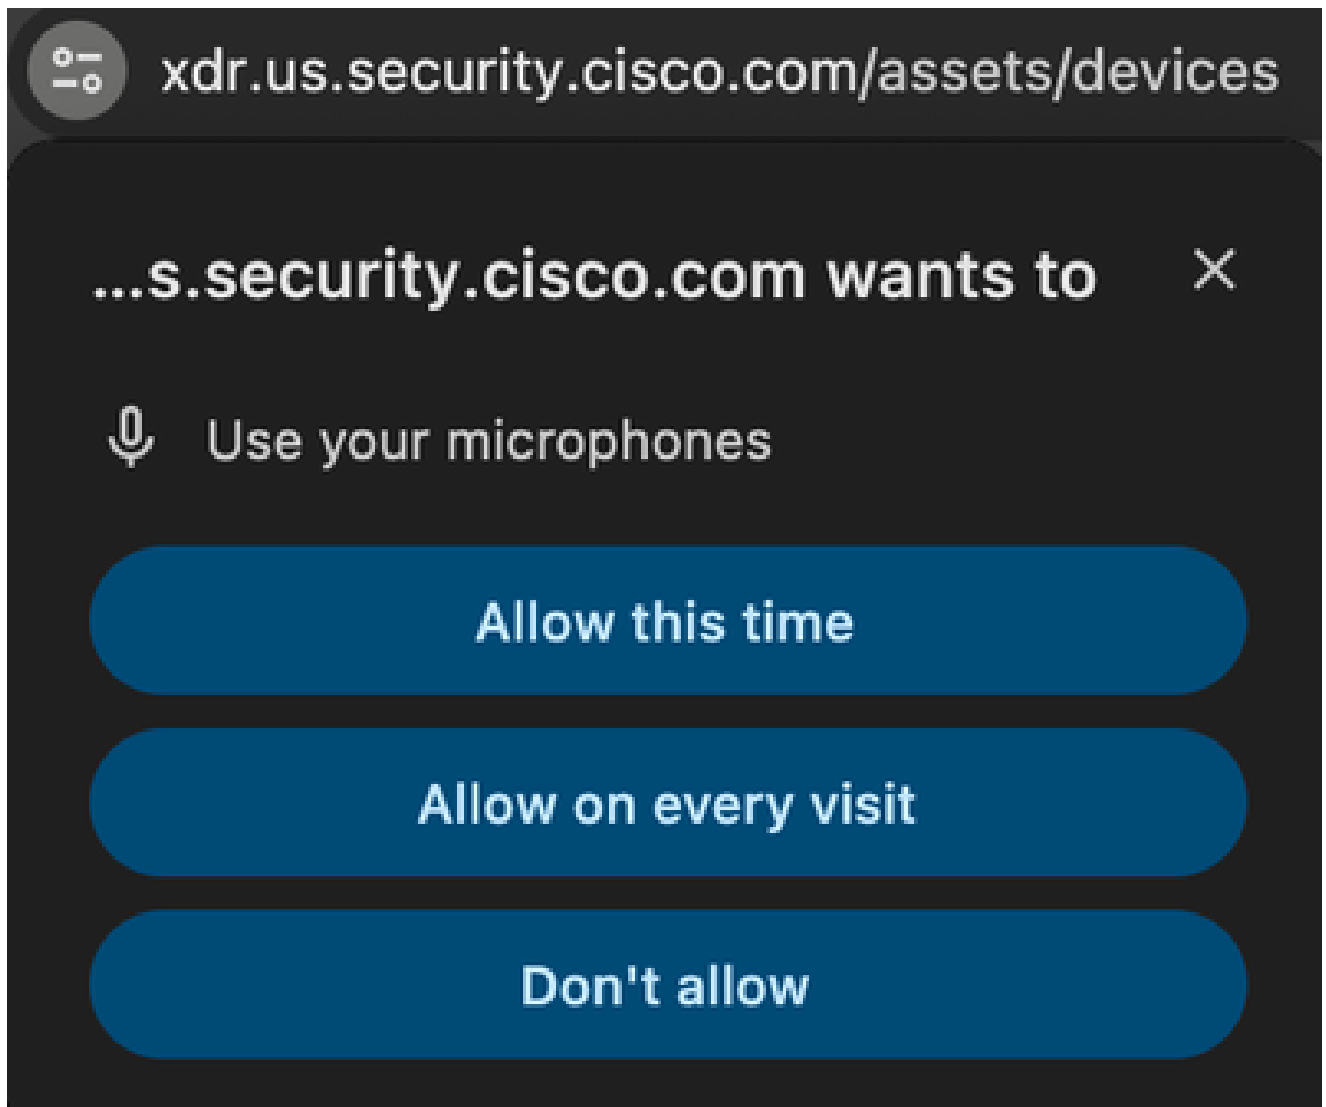 xdr.us.security.cisco.com/assets/devices
...s.security.cisco.com wants to
Use your microphones
Allow this time
Allow on every visit
Don't allow